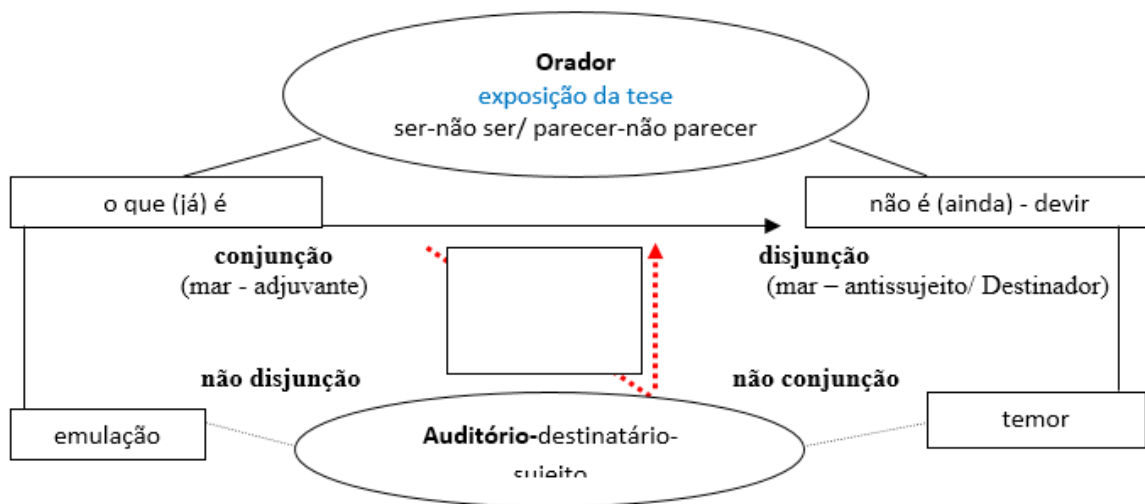 Orador
exposição da tese
ser-não ser/ parecer-não parecer
o que (já) é
não é (ainda) - devir
conjunção
(mar - adjuvante)
disjunção
(mar – antissujeito/ Destinador)
não disjunção
não conjunção
emulação
temor
Auditório-destinatário-
sujeito